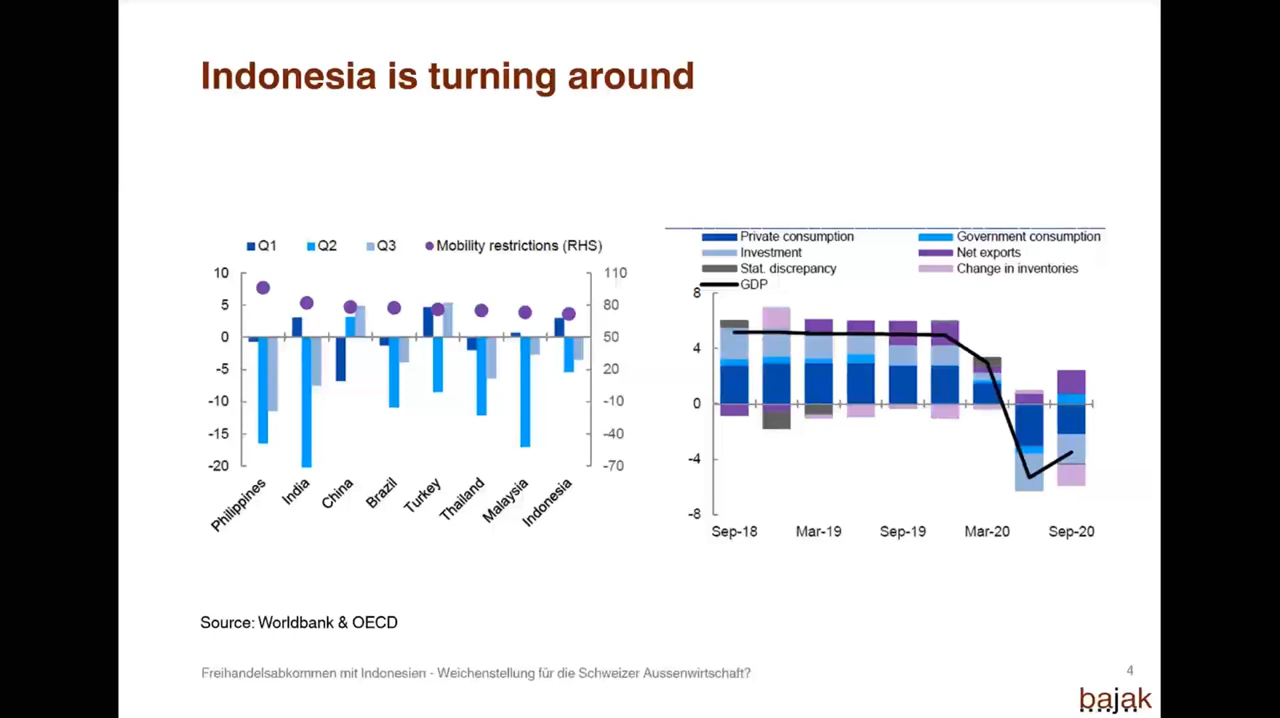 Indonesia is turning around
Q1 Q2 Q3 Mobility restrictions (RHS)
10 110
5 80
0 50
-5 20
-10 -10
-15 -40
-20 -70
Philippines India China Brazil Turkey Thailand Malaysia Indonesia
Private consumption Government consumption
Investment Net exports
Stat. discrepancy Change in inventories
GDP
8
4
0
-4
-8
Sep-18 Mar-19 Sep-19 Mar-20 Sep-20
Source: Worldbank & OECD
Freihandelsabkommen mit Indonesien - Weichenstellung für die Schweizer Aussenwirtschaft? 4
bajak